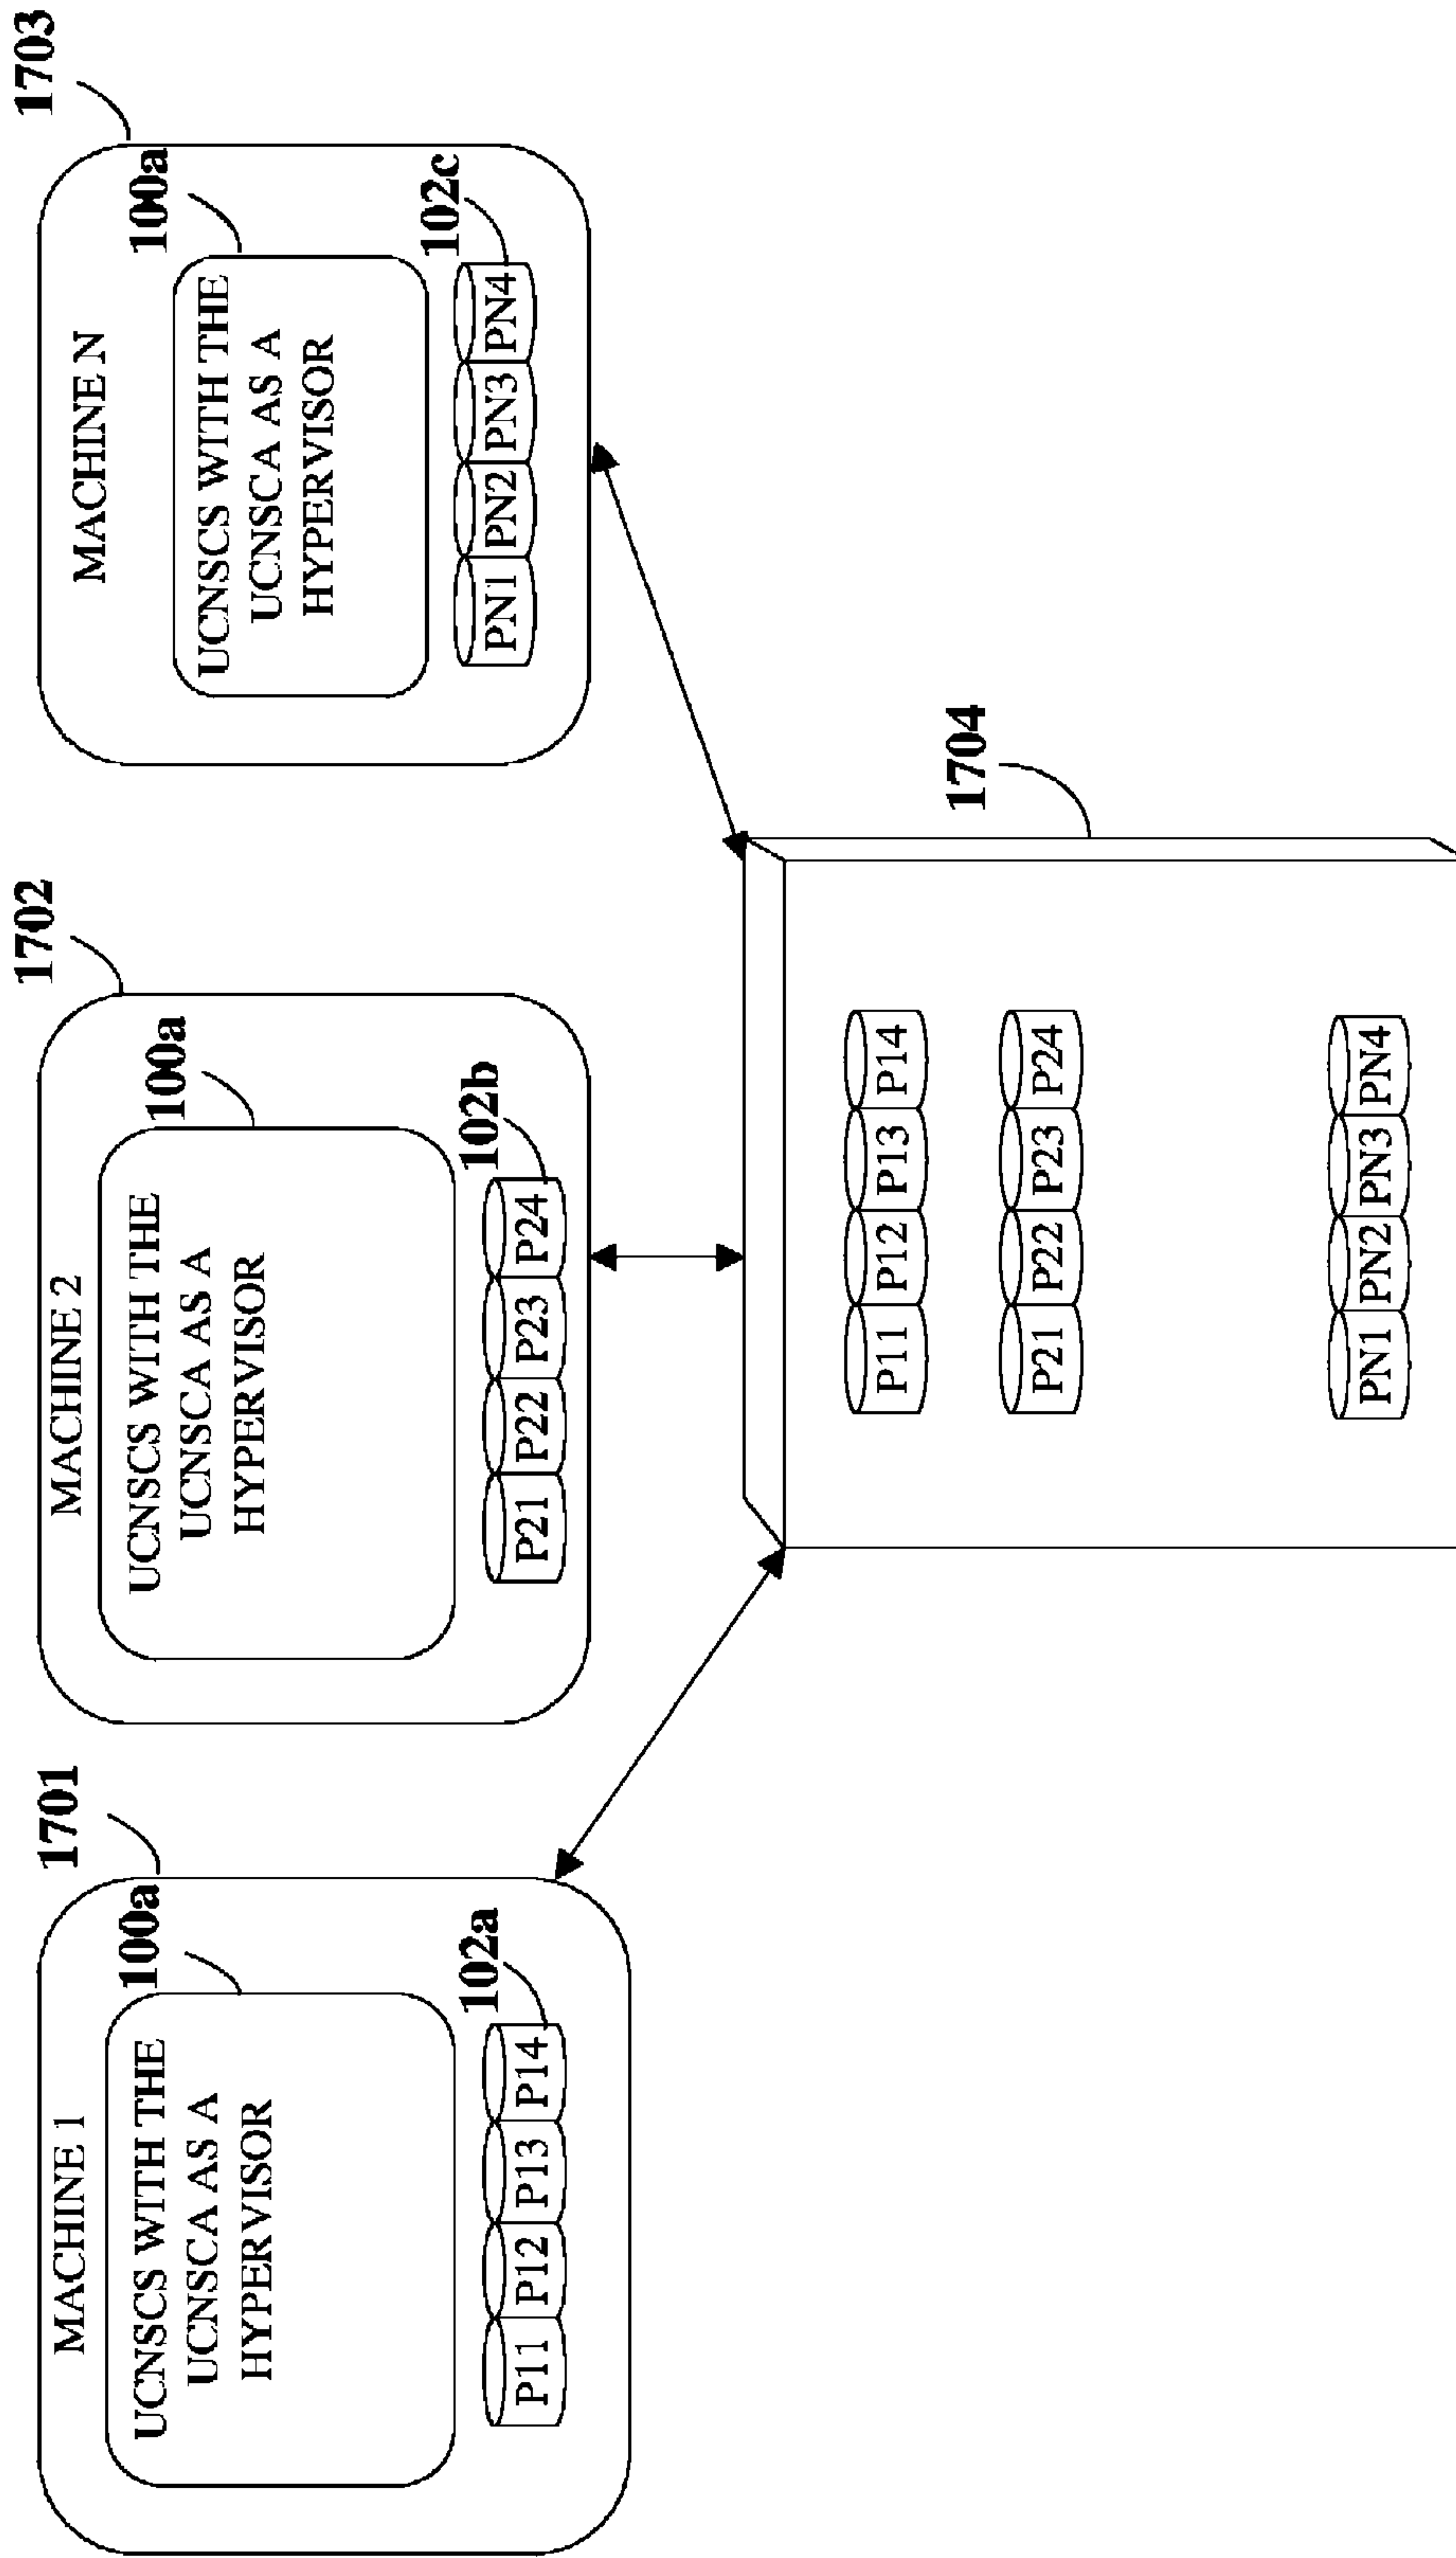 1701
MACHINE 1
100a
UCNSCS WITH THE
UCNSCA AS A
HYPERVISOR
102a
P11 P12 P13 P14
1702
MACHINE 2
100a
UCNSCS WITH THE
UCNSCA AS A
HYPERVISOR
102b
P21 P22 P23 P24
1703
MACHINE N
100a
UCNSCS WITH THE
UCNSCA AS A
HYPERVISOR
102c
PN1 PN2 PN3 PN4
1704
P11 P12 P13 P14
P21 P22 P23 P24
PN1 PN2 PN3 PN4